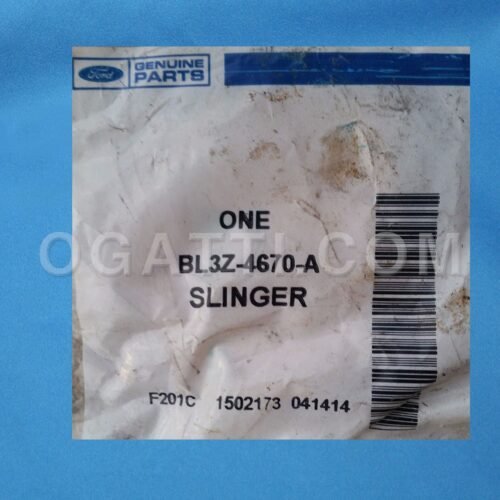 Ford GENUINE
PARTS
ONE
OGATTI.COM
BL3Z-4670-A
SLINGER
F201C 1502173 041414